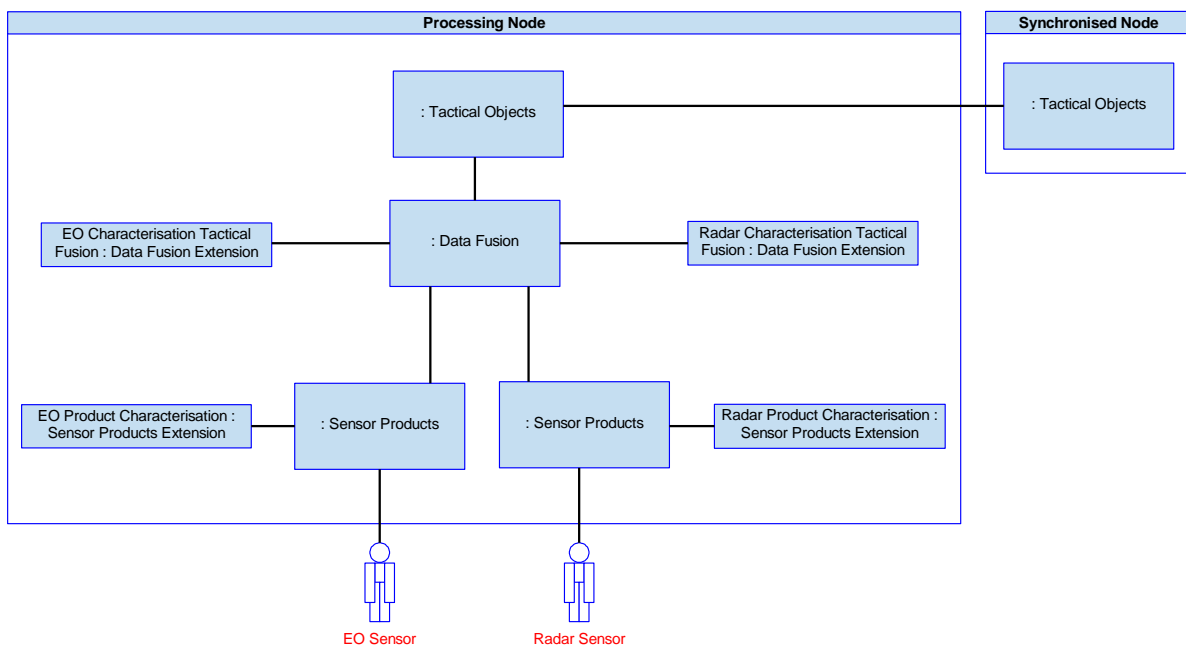 Processing Node
Synchronised Node
: Tactical Objects
: Tactical Objects
EO Characterisation Tactical
Fusion : Data Fusion Extension
: Data Fusion
Radar Characterisation Tactical
Fusion : Data Fusion Extension
EO Product Characterisation :
Sensor Products Extension
: Sensor Products
: Sensor Products
Radar Product Characterisation :
Sensor Products Extension
EO Sensor
Radar Sensor